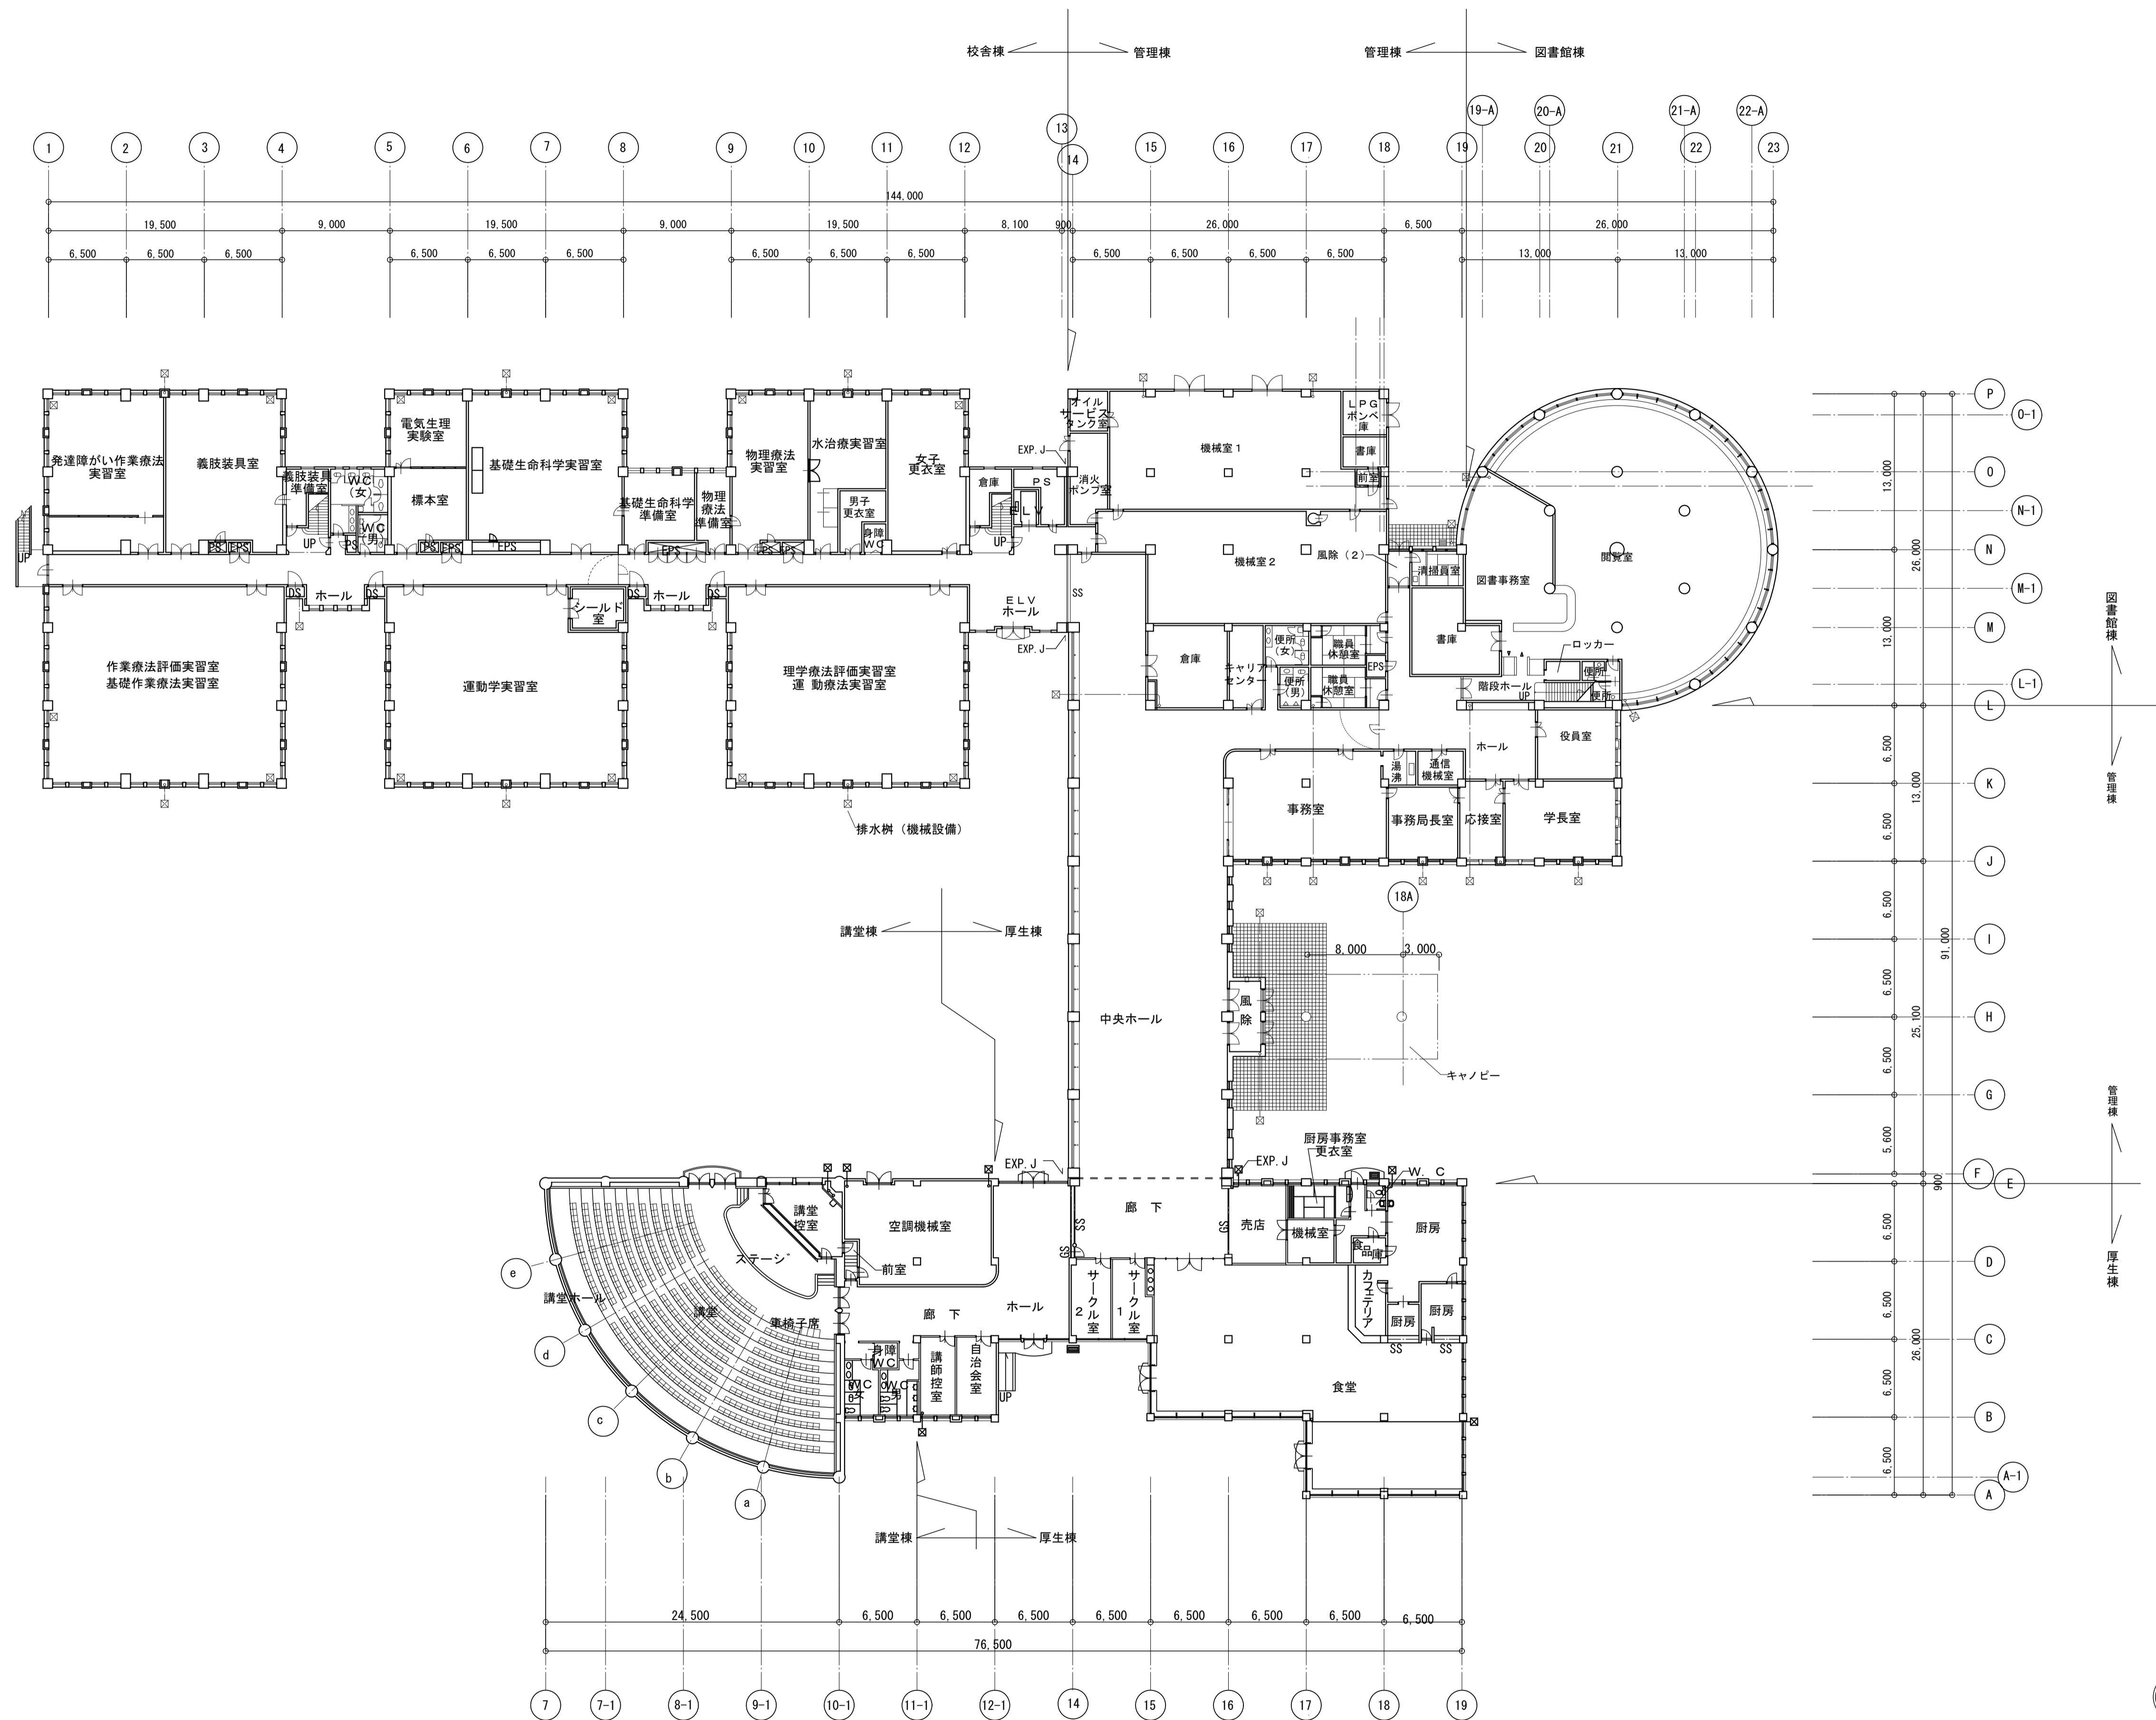 校舎棟
管理棟
管理棟
図書館棟
19-A
20-A
21-A
22-A
1
2
3
4
5
6
7
8
9
10
11
12
13
14
15
16
17
18
19
20
21
22
23
144,000
19,500
9,000
19,500
9,000
19,500
8,100
900
26,000
6,500
26,000
6,500
6,500
6,500
6,500
6,500
6,500
6,500
6,500
6,500
6,500
6,500
6,500
6,500
13,000
13,000
発達障がい作業療法
実習室
義肢装具室
義肢装具
準備室
WC
(女)
WC
(男)
PS
EPS
UP
UP
PS
電気生理
実験室
標本室
基礎生命科学実習室
PS
EPS
EPS
基礎生命科学
準備室
物理
療法
準備室
EPS
物理療法
実習室
水治療実習室
男子
更衣室
身障
WC
女子
更衣室
PS
EPS
倉庫
PS
ELV
UP
EXP.J
オイル
サービス
タンク室
消火
ポンプ室
機械室1
LPG
ボンベ
庫
書庫
前室
機械室2
風除(2)
清掃員室
図書事務室
閲覧室
書庫
ロッカー
便所
便所
階段ホール
UP
DS
ホール
DS
シールド
室
DS
ホール
DS
ELV
ホール
SS
EXP.J
作業療法評価実習室
基礎作業療法実習室
運動学実習室
理学療法評価実習室
運動療法実習室
倉庫
キャリア
センター
便所
(女)
便所
(男)
職員
休憩室
職員
休憩室
EPS
ホール
役員室
湯
沸
通信
機械室
事務室
事務局長室
応接室
学長室
排水桝(機械設備)
18A
8,000
3,000
講堂棟
厚生棟
中央ホール
風
除
キャノピー
P
O-1
O
N-1
N
M-1
M
L-1
L
K
J
I
H
G
F
E
D
C
B
A-1
A
13,000
13,000
26,000
6,500
6,500
13,000
6,500
6,500
6,500
5,600
25,100
91,000
900
6,500
6,500
6,500
6,500
26,000
図書館棟
管理棟
管理棟
厚生棟
EXP.J
EXP.J
厨房事務室
更衣室
W.C
講堂
控室
ステージ
空調機械室
前室
SS
GS
廊下
GS
売店
機械室
食
品庫
厨房
カフェテリア
厨房
厨房
SS
SS
講堂ホール
講堂
車椅子席
廊下
ホール
サークル室
2
サークル室
1
身障
WC
WC
女
WC
男
講師控室
自治会室
UP
食堂
e
d
c
b
a
講堂棟
厚生棟
24,500
6,500
6,500
6,500
6,500
6,500
6,500
6,500
6,500
76,500
7
7-1
8-1
9-1
10-1
11-1
12-1
14
15
16
17
18
19